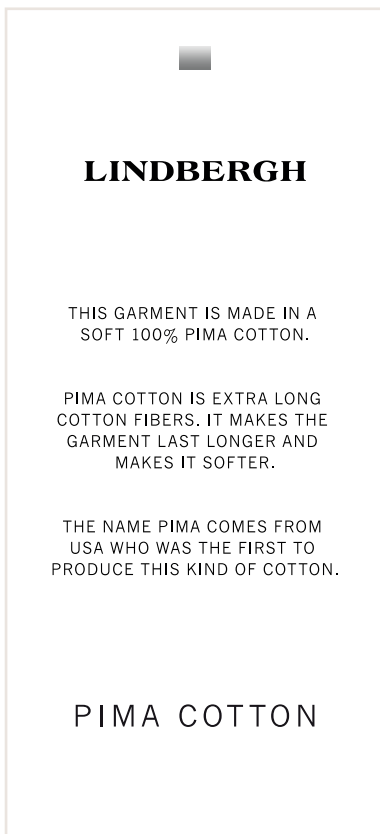 LINDBERGH
THIS GARMENT IS MADE IN A
SOFT 100% PIMA COTTON.
PIMA COTTON IS EXTRA LONG
COTTON FIBERS. IT MAKES THE
GARMENT LAST LONGER AND
MAKES IT SOFTER.
THE NAME PIMA COMES FROM
USA WHO WAS THE FIRST TO
PRODUCE THIS KIND OF COTTON.
PIMA COTTON